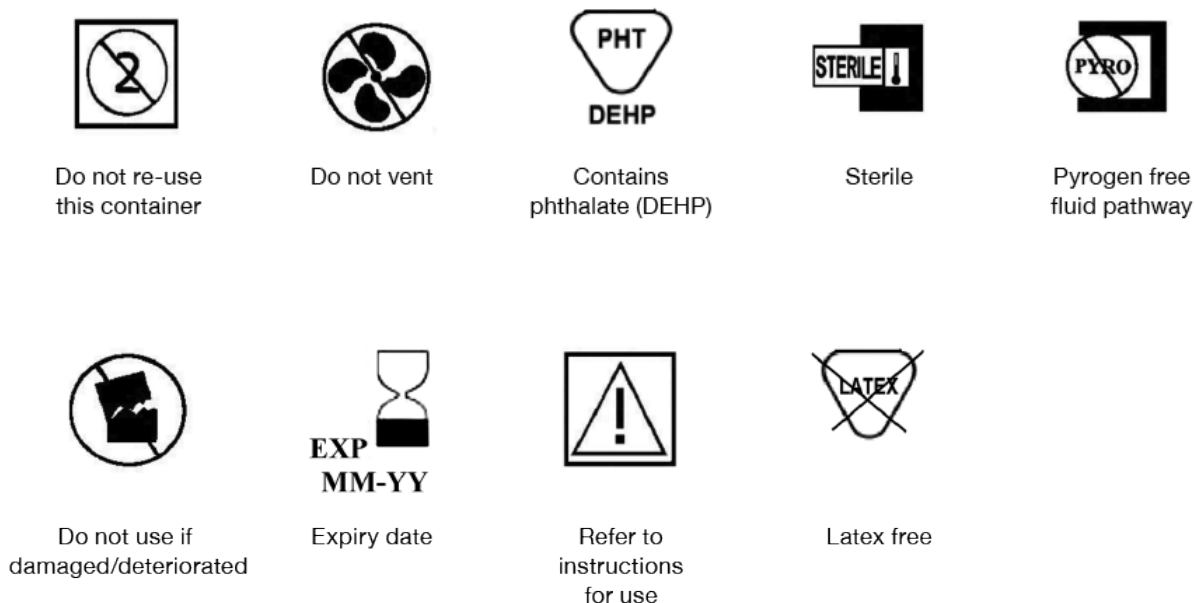 2
PHT
DEHP
STERILE
PYRO
Do not re-use
this container
Do not vent
Contains
phthalate (DEHP)
Sterile
Pyrogen free
fluid pathway
LATEX
EXP
MM-YY
!
Do not use if
damaged/deteriorated
Expiry date
Refer to
instructions
for use
Latex free